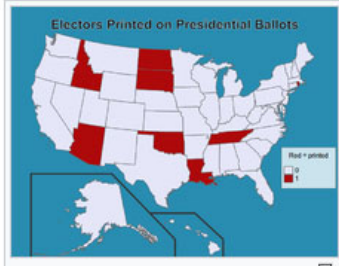 Electors Printed on Presidential Ballots
Red = printed
0
1